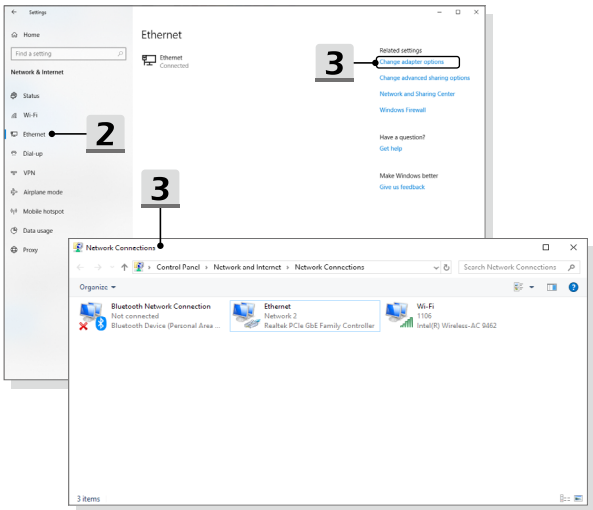 Settings
Home
Find a setting
Network & Internet
Status
Wi-Fi
Ethernet
Dial-up
VPN
Airplane mode
Mobile hotspot
Data usage
Proxy
2
Ethernet
Ethernet
Connected
3
Related settings
Change adapter options
Change advanced sharing options
Network and Sharing Center
Windows Firewall
Have a question?
Get help
Make Windows better
Give us feedback
3
Network Connections
Control Panel › Network and Internet › Network Connections
Search Network Connections
Organize
Bluetooth Network Connection
Not connected
Bluetooth Device (Personal Area ...
Ethernet
Network 2
Realtek PCIe GbE Family Controller
Wi-Fi
1106
Intel(R) Wireless-AC 9462
3 items